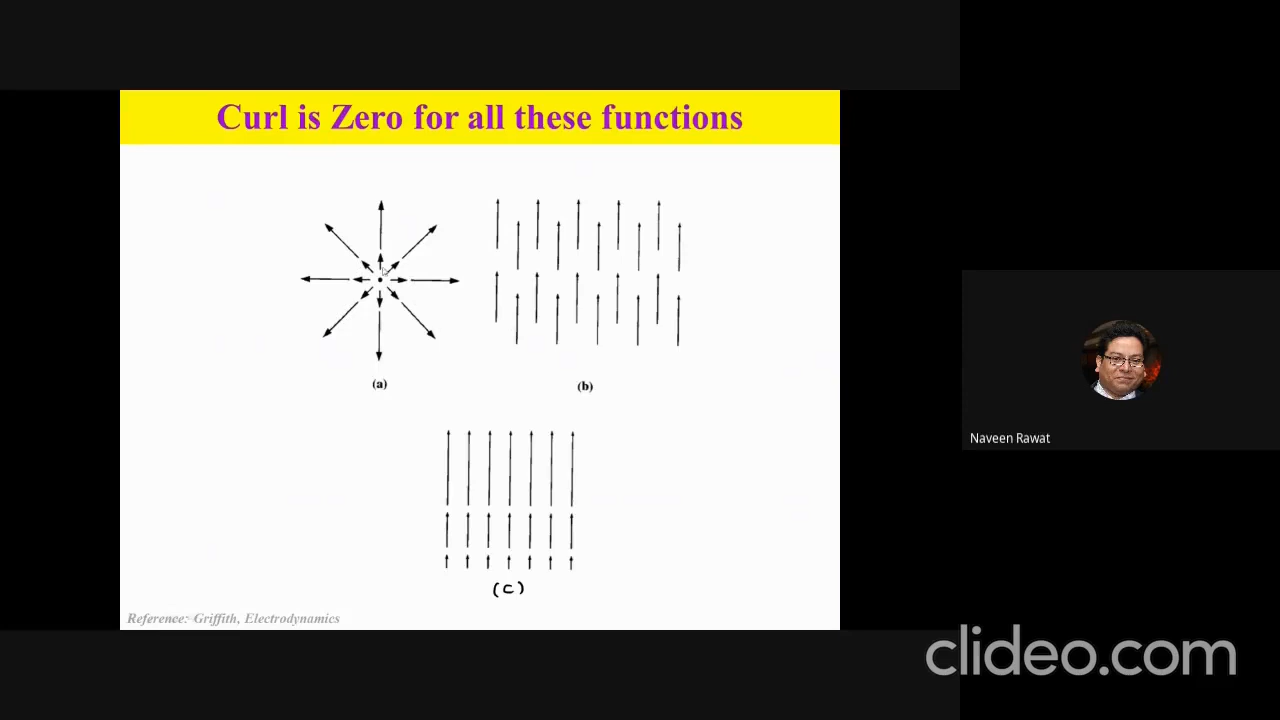 Curl is Zero for all these functions
(a)
(b)
(c)
Reference: Griffith, Electrodynamics
Naveen Rawat
clideo.com